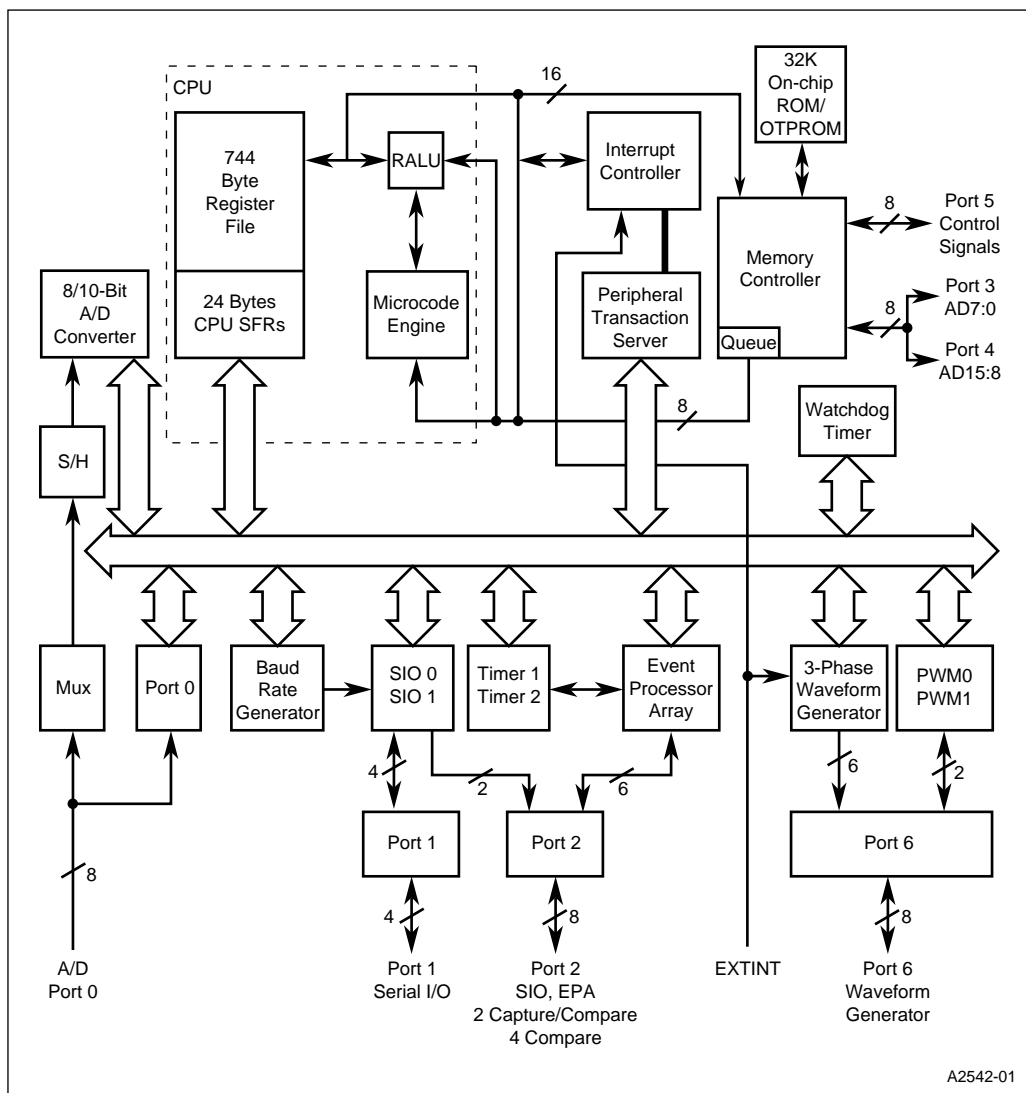 CPU
744
Byte
Register
File
24 Bytes
CPU SFRs
RALU
Microcode
Engine
16
Interrupt
Controller
Peripheral
Transaction
Server
32K
On-chip
ROM/
OTPROM
Memory
Controller
Queue
8
Port 5
Control
Signals
8
Port 3
AD7:0
Port 4
AD15:8
8
8/10-Bit
A/D
Converter
S/H
Watchdog
Timer
Mux
Port 0
Baud
Rate
Generator
SIO 0
SIO 1
Timer 1
Timer 2
Event
Processor
Array
3-Phase
Waveform
Generator
PWM0
PWM1
4
2
6
6
2
Port 1
Port 2
Port 6
8
4
8
8
A/D
Port 0
Port 1
Serial I/O
Port 2
SIO, EPA
2 Capture/Compare
4 Compare
EXTINT
Port 6
Waveform
Generator
A2542-01